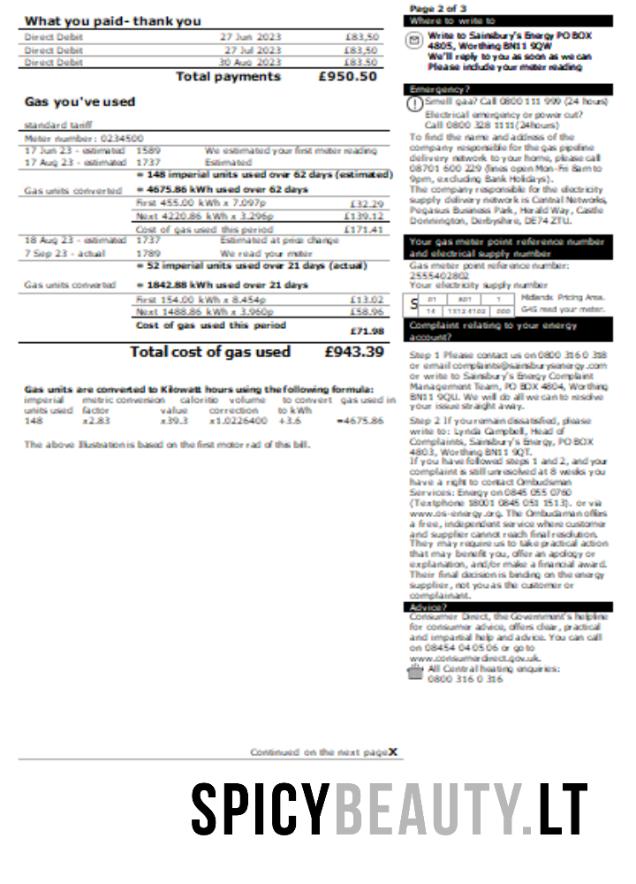 What you paid- thank you
Direct Debit 27 Jun 2023 £83,50
Direct Debit 27 Jul 2023 £83,50
Direct Debit 30 Aug 2023 £83,50
Total payments £950.50
Gas you've used
standard tariff
Meter number: 0234500
17 Jun 23 - estimated 1589 We estimated your first meter reading
17 Aug 23 - estimated 1737 Estimated
= 148 imperial units used over 62 days (estimated)
Gas units converted = 4675.86 kWh used over 62 days
First 455.00 kWh x 7.097p £32.29
Next 4220.86 kWh x 3.296p £139.12
Cost of gas used this period £171.41
18 Aug 23 - estimated 1737 Estimated at price change
7 Sep 23 - actual 1789 We read your meter
= 52 imperial units used over 21 days (actual)
Gas units converted = 1842.88 kWh used over 21 days
First 154.00 kWh x 8.454p £13.02
Next 1488.86 kWh x 3.960p £58.96
Cost of gas used this period £71.98
Total cost of gas used £943.39
Gas units are converted to Kilowatt hours using the following formula:
imperial metric conversion caloritio volume to convert gas used in
units used factor value correction to kWh
148 x2.83 x39.3 x1.0226400 +3.6 =4675.86
The above Illustration is based on the first motor rad of this bill.
Continued on the next pageX
Page 2 of 3
Where to write to
Write to Sainsbury's Energy PO BOX
4805, Worthing BN11 9QW
We'll reply to you as soon as we can
Please include your meter reading
Emergency?
Smell gaa? Call 0800 111 999 (24 hours)
Electrical emergency or power cut?
Call 0800 328 1111(24hours)
To find the name and address of the
company responsible for the gas pipeline
delivery network to your home, please call
08701 600 229 (lines open Mon-Fri 8am to
9pm, excluding Bank Holidays).
The company responsible for the electricity
supply delivery network is Central Networks,
Pegasus Business Park, Herald Way, Castle
Donnington, Derbyshire, DE74 2TU.
Your gas meter point reference number
and electrical supply number
Gas meter point reference number:
2555402802
Your electricity supply number
S 01 801 1 Midlands Pricing Area.
14 000 G4S read your meter.
Complaint relating to your energy
account?
Step 1 Please contact us on 0800 316 0 318
or email complaints@sainsburysenergy.com
or write to Sainsbury's Energy Complaint
Management Team, PO BOX 4804, Worthing
BN11 9QU. We will do all we can to resolve
your issue straight away.
Step 2 If you remain dissatisfied, please
write to: Lynda Campbell, Head of
Complaints, Sainsbury's Energy, PO BOX
4803, Worthing BN11 9QT.
If you have followed steps 1 and 2, and your
complaint is still unresolved at 8 weeks you
have a right to contact Ombudsman
Services: Energy on 0845 055 0760
(Textphone 18001 0845 051 1513). or via
www.os-energy.org. The Ombudaman offers
a free, independent service where customer
and supplier cannot reach final resolution.
They may require us to take practical action
that may benefit you, offer an apology or
explanation, and/or make a financial award.
Their final decision is binding on the energy
supplier, not you as the customer or
complainant.
Advice?
Consumer Direct, the Government's helpline
for consumer advice, offers clear, practical
and impartial help and advice. You can call
on 08454 04 05 06 or go to
www.consumerdirect.gov.uk.
All Central heating enquiries:
0800 316 0 316
SPICYBEAUTY.LT